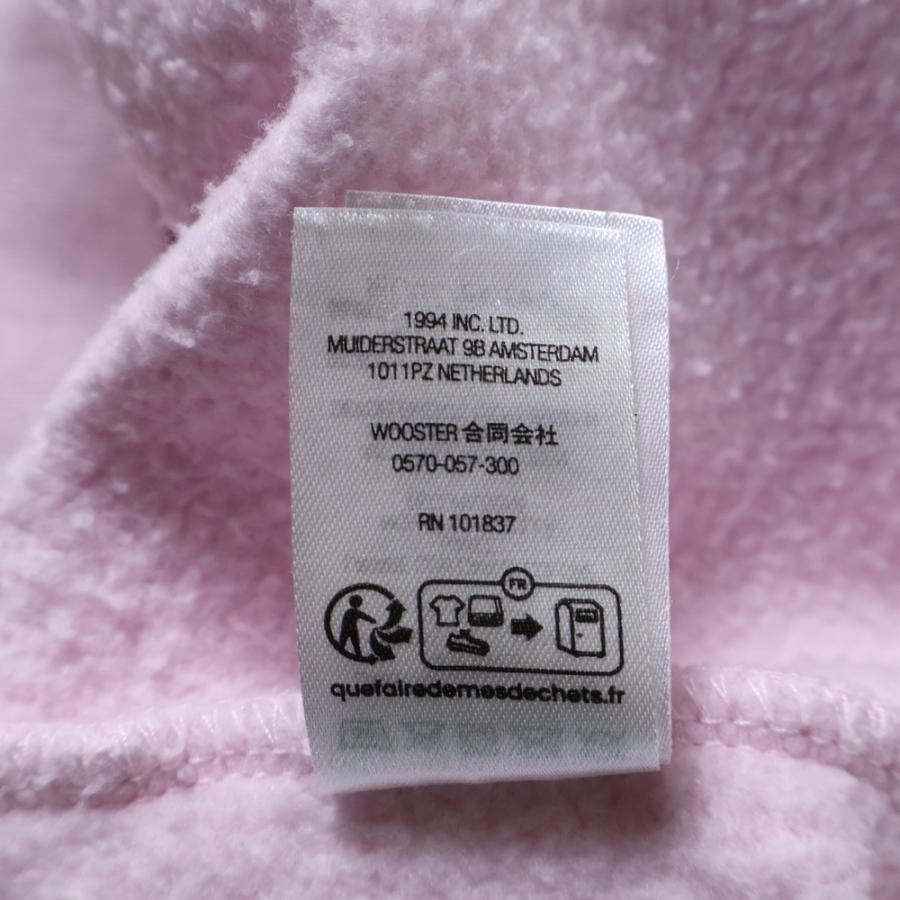 1994 INC. LTD.
MUIDERSTRAAT 9B AMSTERDAM
1011PZ NETHERLANDS
WOOSTER 合同会社
0570-057-300
RN 101837
FR
quefairedemesdechets.fr